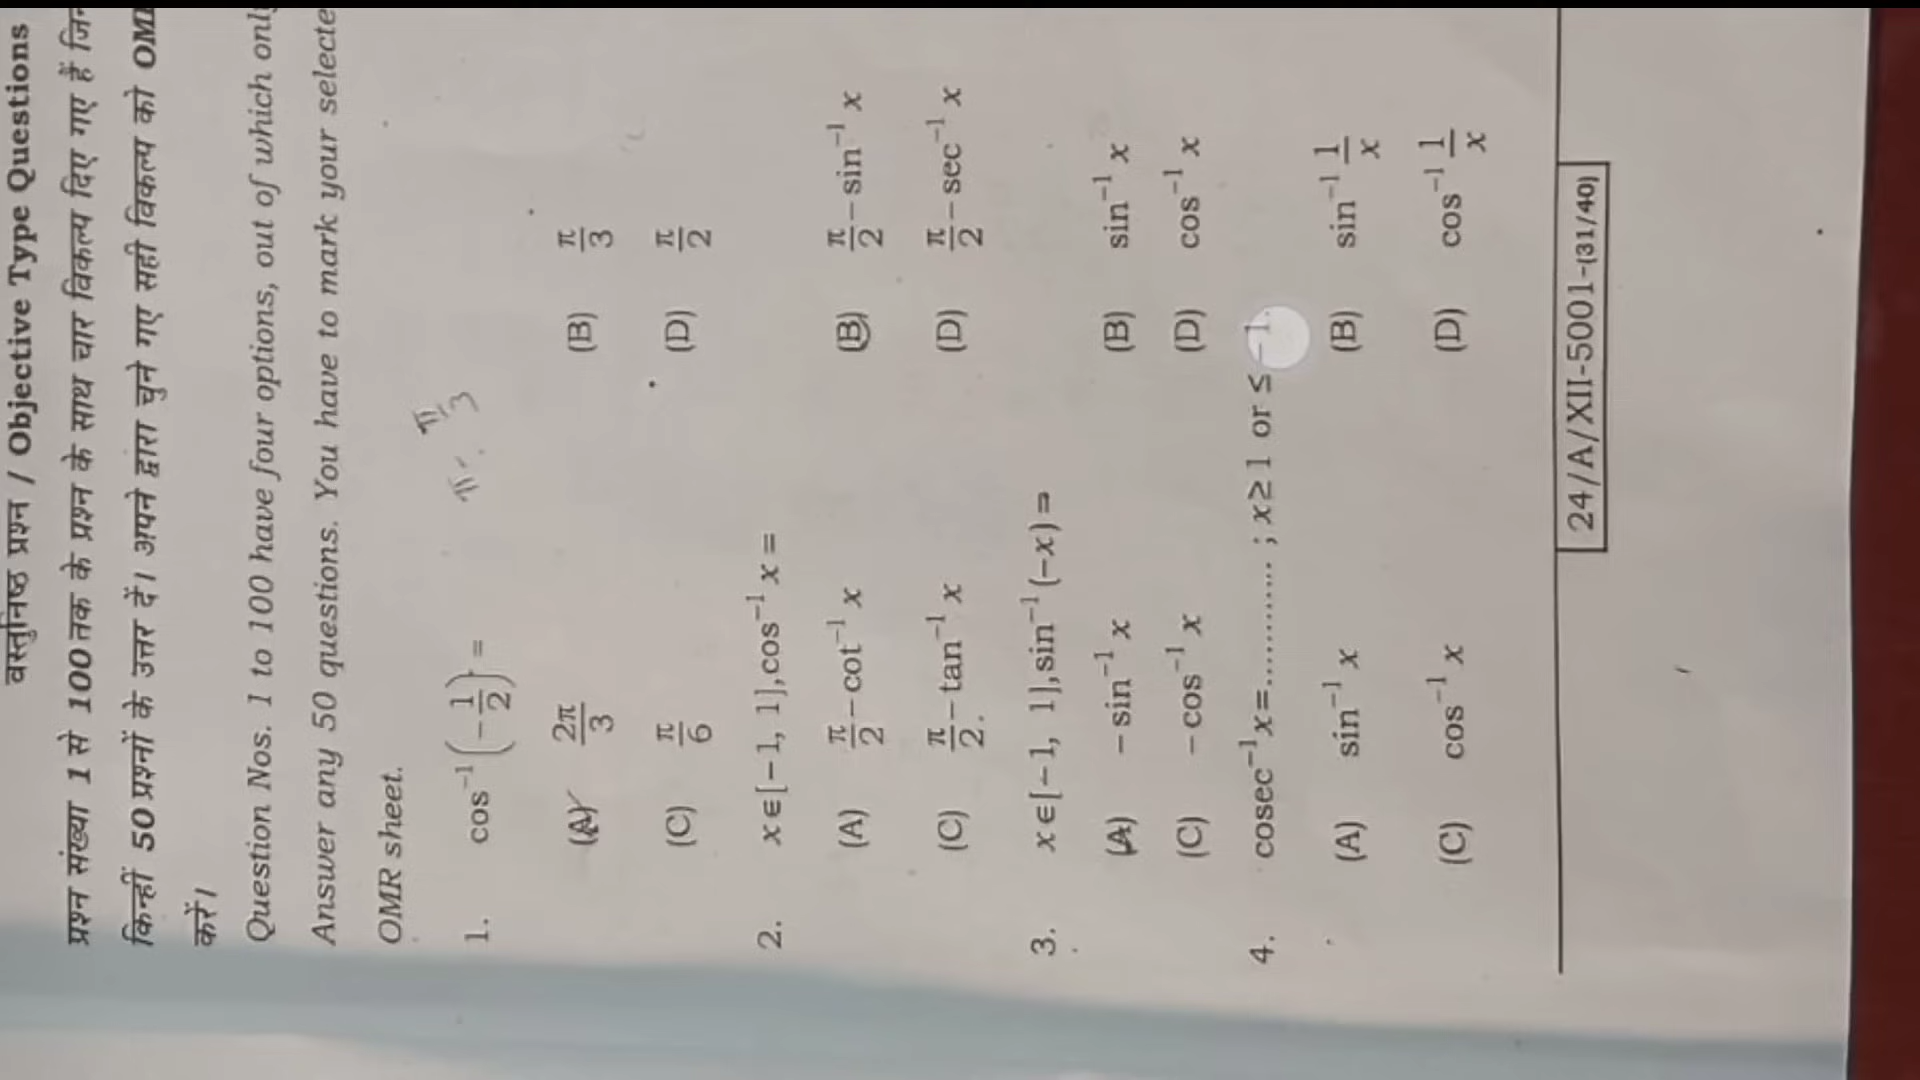 वस्तुनिष्ठ प्रश्न / Objective Type Questions
प्रश्न संख्या 1 से 100 तक के प्रश्न के साथ चार विकल्प दिए गए हैं
किन्हीं 50 प्रश्नों के उत्तर दें। अपने द्वारा चुने गए सही विकल्प को
करें।
Question Nos. 1 to 100 have four options, out of which only
Answer any 50 questions. You have to mark your
OMR sheet.
1. cos⁻¹(-1/2) = π - π/3
(A) 2π/3 (B) π/3
(C) π/6 (D) π/2
2. x ∈ [-1, 1], cos⁻¹ x =
(A) π/2 - cot⁻¹ x (B) π/2 - sin⁻¹ x
(C) π/2 - tan⁻¹ x (D) π/2 - sec⁻¹ x
3. x ∈ [-1, 1], sin⁻¹(-x) =
(A) - sin⁻¹ x (B) sin⁻¹ x
(C) - cos⁻¹ x (D) cos⁻¹ x
4. cosec⁻¹x=............ ; x ≥ 1 or ≤ -1.
(A) sin⁻¹ x (B) sin⁻¹ 1/x
(C) cos⁻¹ x (D) cos⁻¹ 1/x
24/A/XII-5001-(31/40)